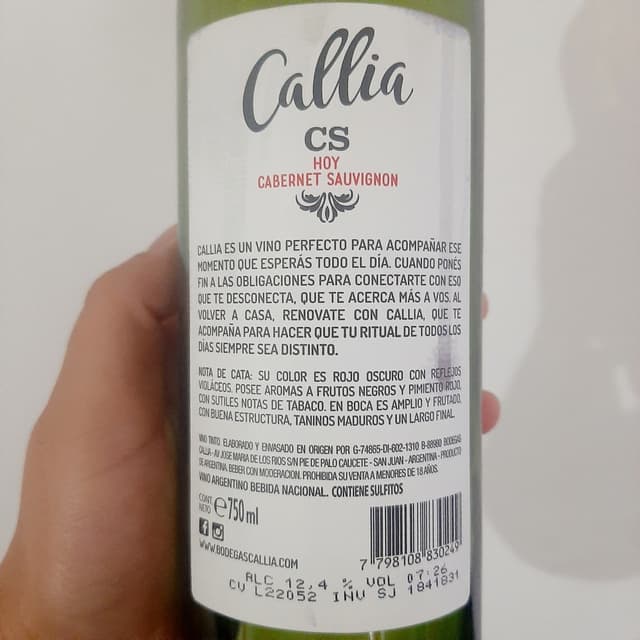 Callia
CS
HOY
CABERNET SAUVIGNON
CALLIA ES UN VINO PERFECTO PARA ACOMPAÑAR ESE
MOMENTO QUE ESPERÁS TODO EL DÍA. CUANDO PONÉS
FIN A LAS OBLIGACIONES PARA CONECTARTE CON ESO
QUE TE DESCONECTA, QUE TE ACERCA MÁS A VOS. AL
VOLVER A CASA, RENOVATE CON CALLIA, QUE TE
ACOMPAÑA PARA HACER QUE TU RITUAL DE TODOS LOS
DÍAS SIEMPRE SEA DISTINTO.
NOTA DE CATA: SU COLOR ES ROJO OSCURO CON REFLEJOS
VIOLÁCEOS. POSEE AROMAS A FRUTOS NEGROS Y PIMIENTO ROJO,
CON SUTILES NOTAS DE TABACO. EN BOCA ES AMPLIO Y FRUTADO,
CON BUENA ESTRUCTURA, TANINOS MADUROS Y UN LARGO FINAL.
VINO TINTO ELABORADO Y ENVASADO EN ORIGEN POR G-74865-DI-602-1310 B-88980 BODEGAS
CALLIA - AV JOSE MARIA DE LOS RIOS S/N PIE DE PALO CAUCETE - SAN JUAN - ARGENTINA - PRODUCTO
DE ARGENTINA. BEBER CON MODERACION. PROHIBIDA SU VENTA A MENORES DE 18 AÑOS.
VINO ARGENTINO BEBIDA NACIONAL. CONTIENE SULFITOS
CONT. NETO ℮750 ml
WWW.BODEGASCALLIA.COM
7 798108 830249
ALC 12,4 % VOL 07:26
CV L22052 INV SJ 1841831